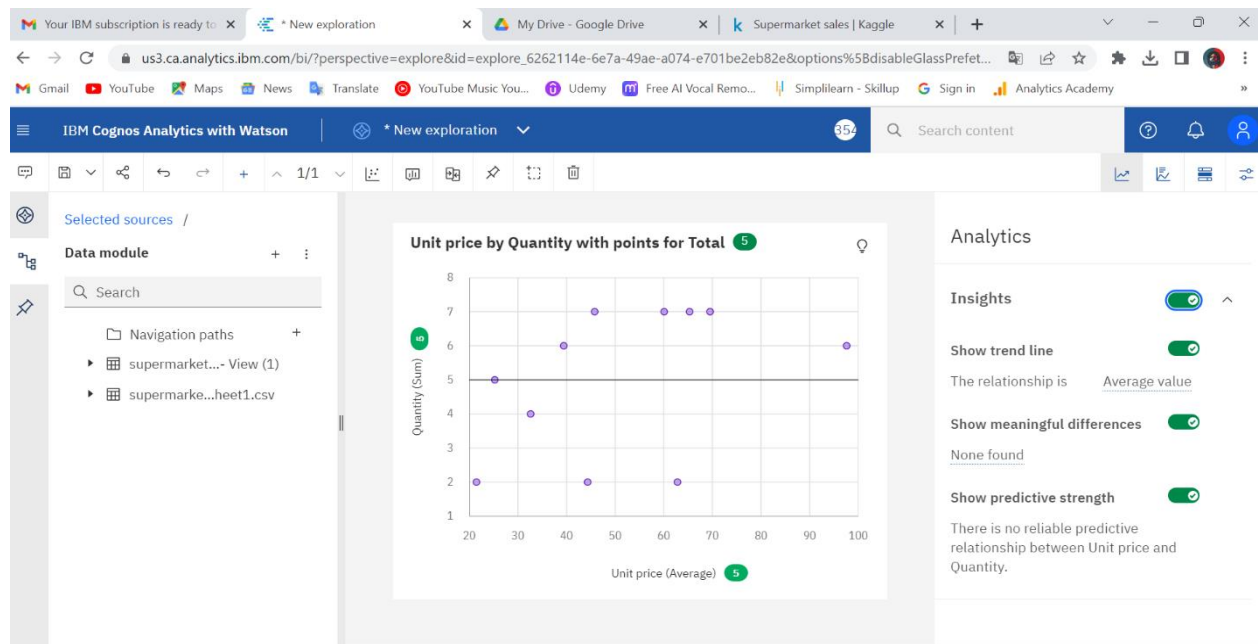 Your IBM subscription is ready to
* New exploration
My Drive - Google Drive
Supermarket sales | Kaggle
us3.ca.analytics.ibm.com/bi/?perspective=explore&id=explore_6262114e-6e7a-49ae-a074-e701be2eb82e&options%5BdisableGlassPrefet...
Gmail YouTube Maps News Translate YouTube Music You... Udemy Free AI Vocal Remo... Simplilearn - Skillup Sign in Analytics Academy »
IBM Cognos Analytics with Watson
* New exploration
354
Search content
1/1
Selected sources /
Data module
Search
Navigation paths
supermarket...- View (1)
supermarke...heet1.csv
Unit price by Quantity with points for Total 5
8
7
6
5
4
3
2
1
Quantity (Sum) 5
20 30 40 50 60 70 80 90 100
Unit price (Average) 5
Analytics
Insights
Show trend line
The relationship is Average value
Show meaningful differences
None found
Show predictive strength
There is no reliable predictive
relationship between Unit price and
Quantity.